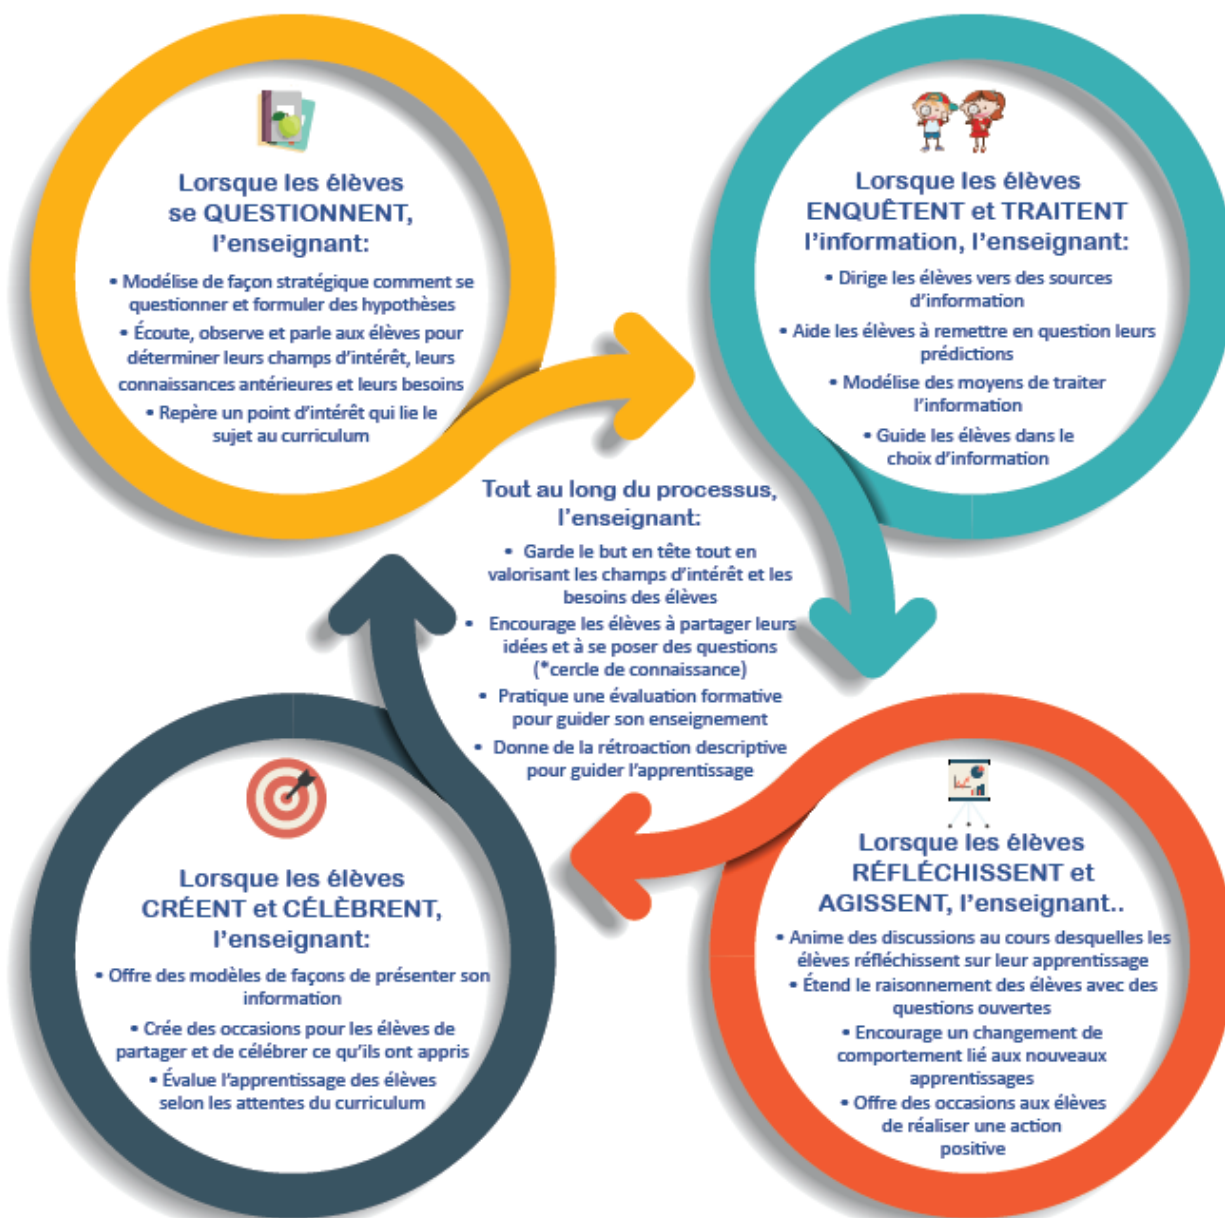 Lorsque les élèves
se QUESTIONNENT,
l'enseignant:
• Modélise de façon stratégique comment se
questionner et formuler des hypothèses
• Écoute, observe et parle aux élèves pour
déterminer leurs champs d'intérêt, leurs
connaissances antérieures et leurs besoins
• Repère un point d'intérêt qui lie le
sujet au curriculum
Lorsque les élèves
ENQUÊTENT et TRAITENT
l'information, l'enseignant:
• Dirige les élèves vers des sources
d'information
• Aide les élèves à remettre en question leurs
prédictions
• Modélise des moyens de traiter
l'information
• Guide les élèves dans le
choix d'information
Tout au long du processus,
l'enseignant:
• Garde le but en tête tout en
valorisant les champs d'intérêt et les
besoins des élèves
• Encourage les élèves à partager leurs
idées et à se poser des questions
(*cercle de connaissance)
• Pratique une évaluation formative
pour guider son enseignement
• Donne de la rétroaction descriptive
pour guider l'apprentissage
Lorsque les élèves
CRÉENT et CÉLÈBRENT,
l'enseignant:
• Offre des modèles de façons de présenter son
information
• Crée des occasions pour les élèves de
partager et de célébrer ce qu'ils ont appris
• Évalue l'apprentissage des élèves
selon les attentes du curriculum
Lorsque les élèves
RÉFLÉCHISSENT et
AGISSENT, l'enseignant..
• Anime des discussions au cours desquelles les
élèves réfléchissent sur leur apprentissage
• Étend le raisonnement des élèves avec des
questions ouvertes
• Encourage un changement de
comportement lié aux nouveaux
apprentissages
• Offre des occasions aux élèves
de réaliser une action
positive